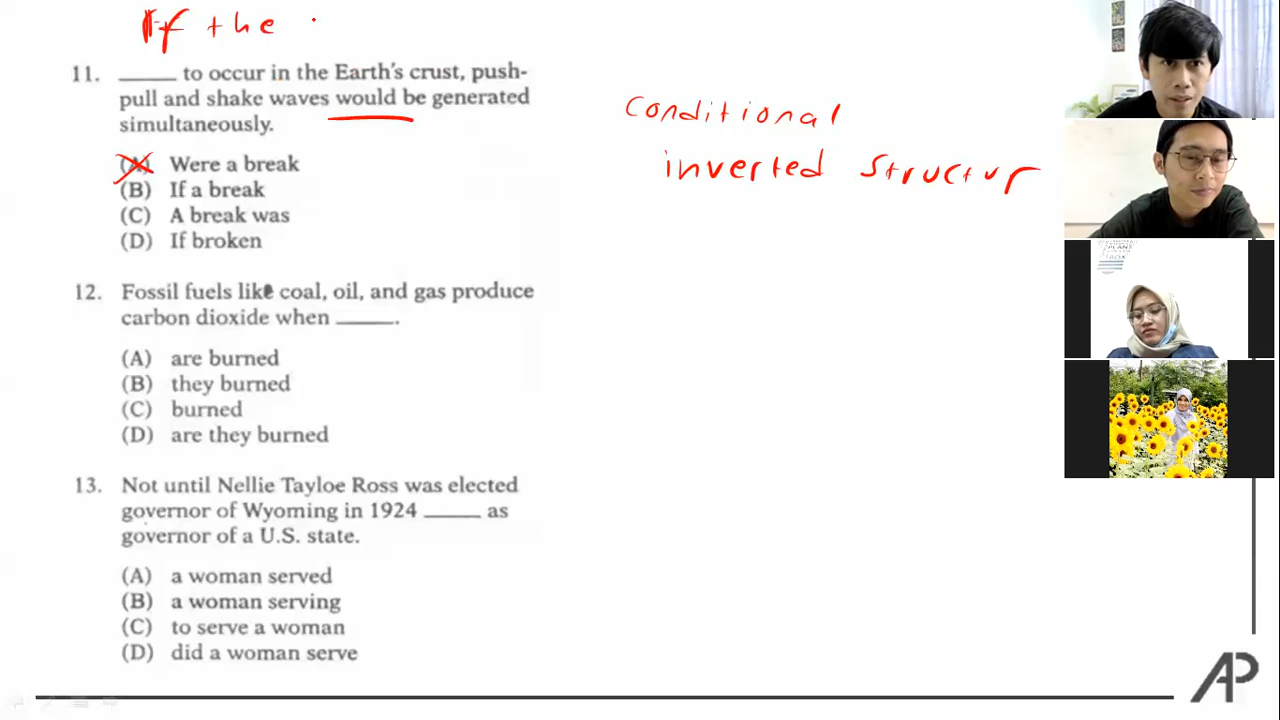 If the
11. _____ to occur in the Earth's crust, push-
pull and shake waves would be generated
simultaneously.
(A) Were a break
(B) If a break
(C) A break was
(D) If broken
conditional
inverted structur
12. Fossil fuels like coal, oil, and gas produce
carbon dioxide when _____.
(A) are burned
(B) they burned
(C) burned
(D) are they burned
13. Not until Nellie Tayloe Ross was elected
governor of Wyoming in 1924 _____ as
governor of a U.S. state.
(A) a woman served
(B) a woman serving
(C) to serve a woman
(D) did a woman serve
AP